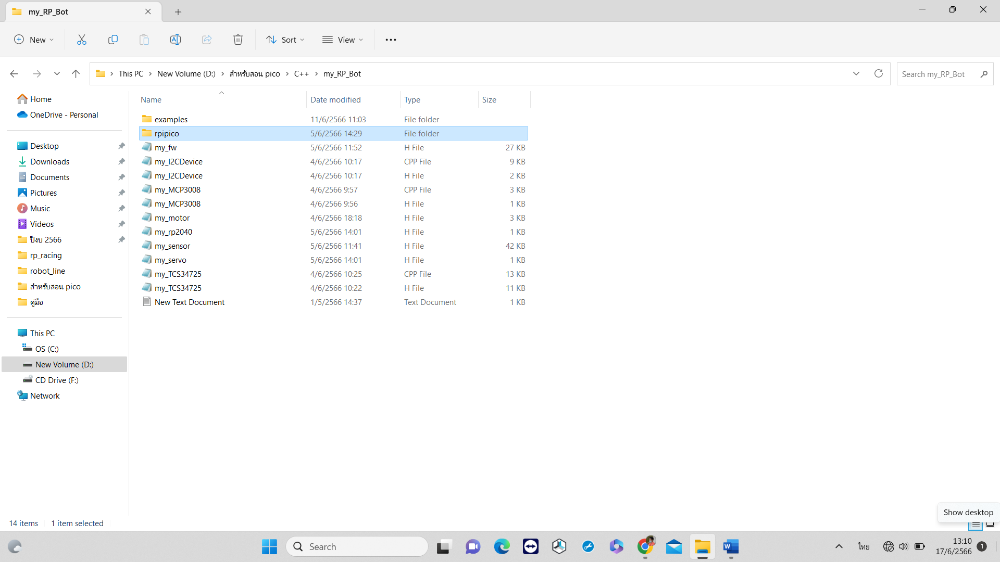 my_RP_Bot
New
Sort
View
This PC
New Volume (D:)
สำหรับสอน pico
C++
my_RP_Bot
Search my_RP_Bot
Home
OneDrive - Personal
Desktop
Downloads
Documents
Pictures
Music
Videos
ปีงบ 2566
rp_racing
robot_line
สำหรับสอน pico
คู่มือ
This PC
OS (C:)
New Volume (D:)
CD Drive (F:)
Network
Name Date modified Type Size
examples 11/6/2566 11:03 File folder
rpipico 5/6/2566 14:29 File folder
my_fw 5/6/2566 11:52 H File 27 KB
my_I2CDevice 4/6/2566 10:17 CPP File 9 KB
my_I2CDevice 4/6/2566 10:17 H File 2 KB
my_MCP3008 4/6/2566 9:57 CPP File 3 KB
my_MCP3008 4/6/2566 9:56 H File 1 KB
my_motor 4/6/2566 18:18 H File 3 KB
my_rp2040 5/6/2566 14:01 H File 1 KB
my_sensor 5/6/2566 11:41 H File 42 KB
my_servo 5/6/2566 14:01 H File 1 KB
my_TCS34725 4/6/2566 10:25 CPP File 13 KB
my_TCS34725 4/6/2566 10:22 H File 11 KB
New Text Document 1/5/2566 14:37 Text Document 1 KB
14 items 1 item selected
Show desktop
Search
W
ไทย
13:10
17/6/2566
1